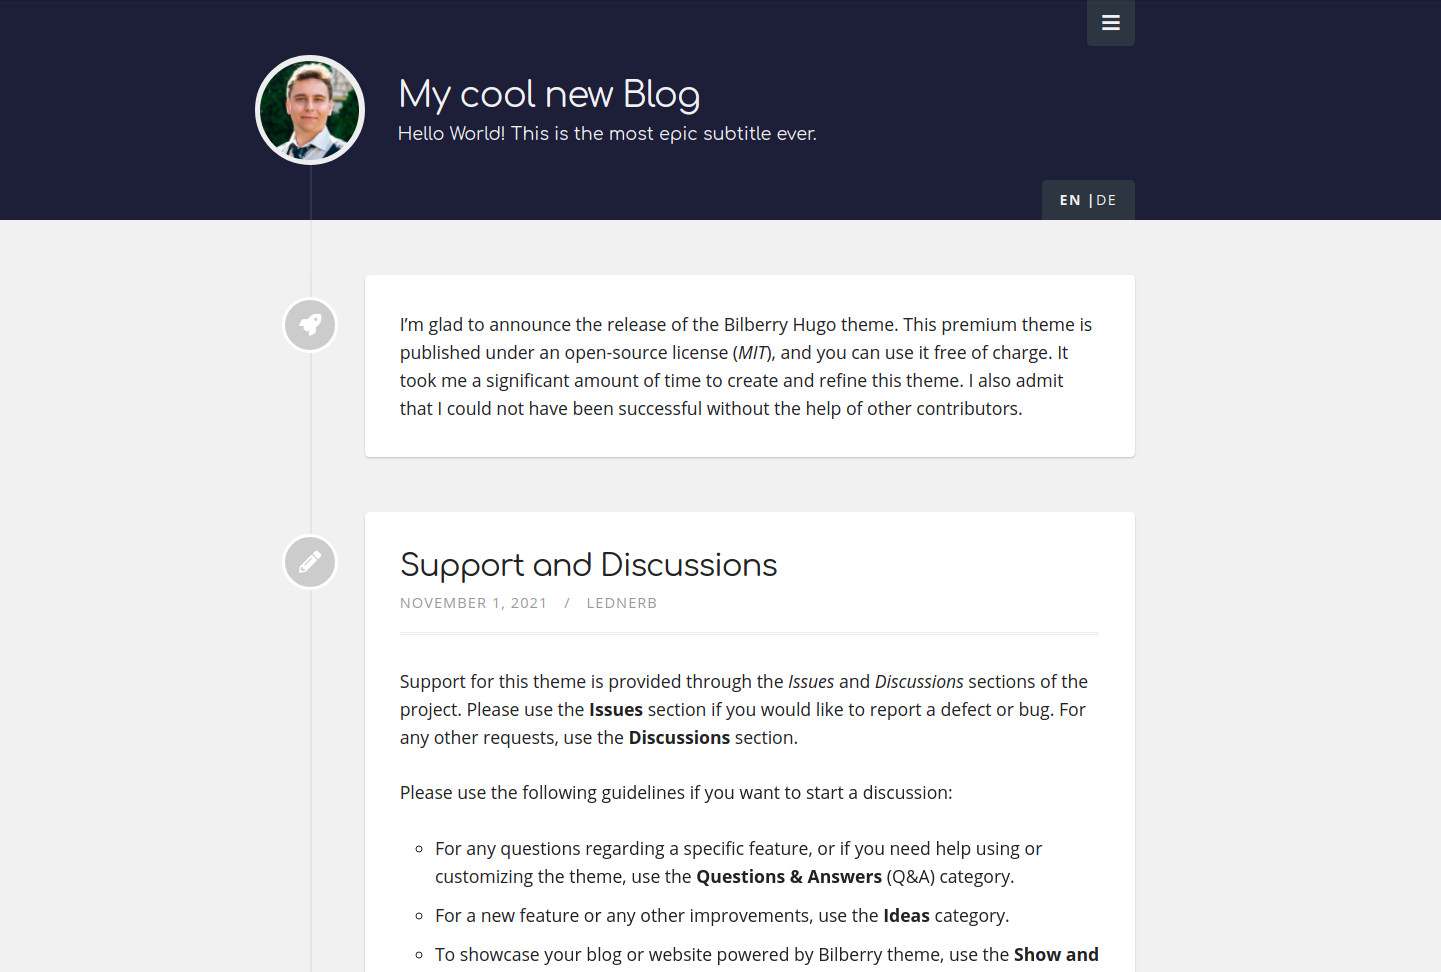 My cool new Blog
Hello World! This is the most epic subtitle ever.
EN |DE
I’m glad to announce the release of the Bilberry Hugo theme. This premium theme is
published under an open-source license (MIT), and you can use it free of charge. It
took me a significant amount of time to create and refine this theme. I also admit
that I could not have been successful without the help of other contributors.
Support and Discussions
NOVEMBER 1, 2021 / LEDNERB
Support for this theme is provided through the Issues and Discussions sections of the
project. Please use the Issues section if you would like to report a defect or bug. For
any other requests, use the Discussions section.
Please use the following guidelines if you want to start a discussion:
For any questions regarding a specific feature, or if you need help using or
customizing the theme, use the Questions & Answers (Q&A) category.
For a new feature or any other improvements, use the Ideas category.
To showcase your blog or website powered by Bilberry theme, use the Show and